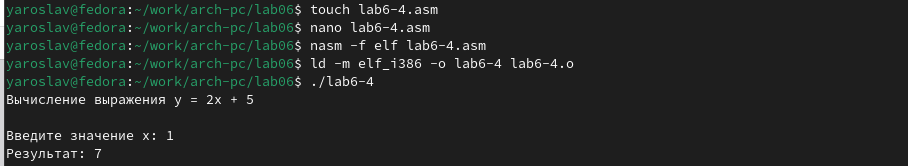 yaroslav@fedora:~/work/arch-pc/lab06$ touch lab6-4.asm
yaroslav@fedora:~/work/arch-pc/lab06$ nano lab6-4.asm
yaroslav@fedora:~/work/arch-pc/lab06$ nasm -f elf lab6-4.asm
yaroslav@fedora:~/work/arch-pc/lab06$ ld -m elf_i386 -o lab6-4 lab6-4.o
yaroslav@fedora:~/work/arch-pc/lab06$ ./lab6-4
Вычисление выражения y = 2x + 5
Введите значение x: 1
Результат: 7